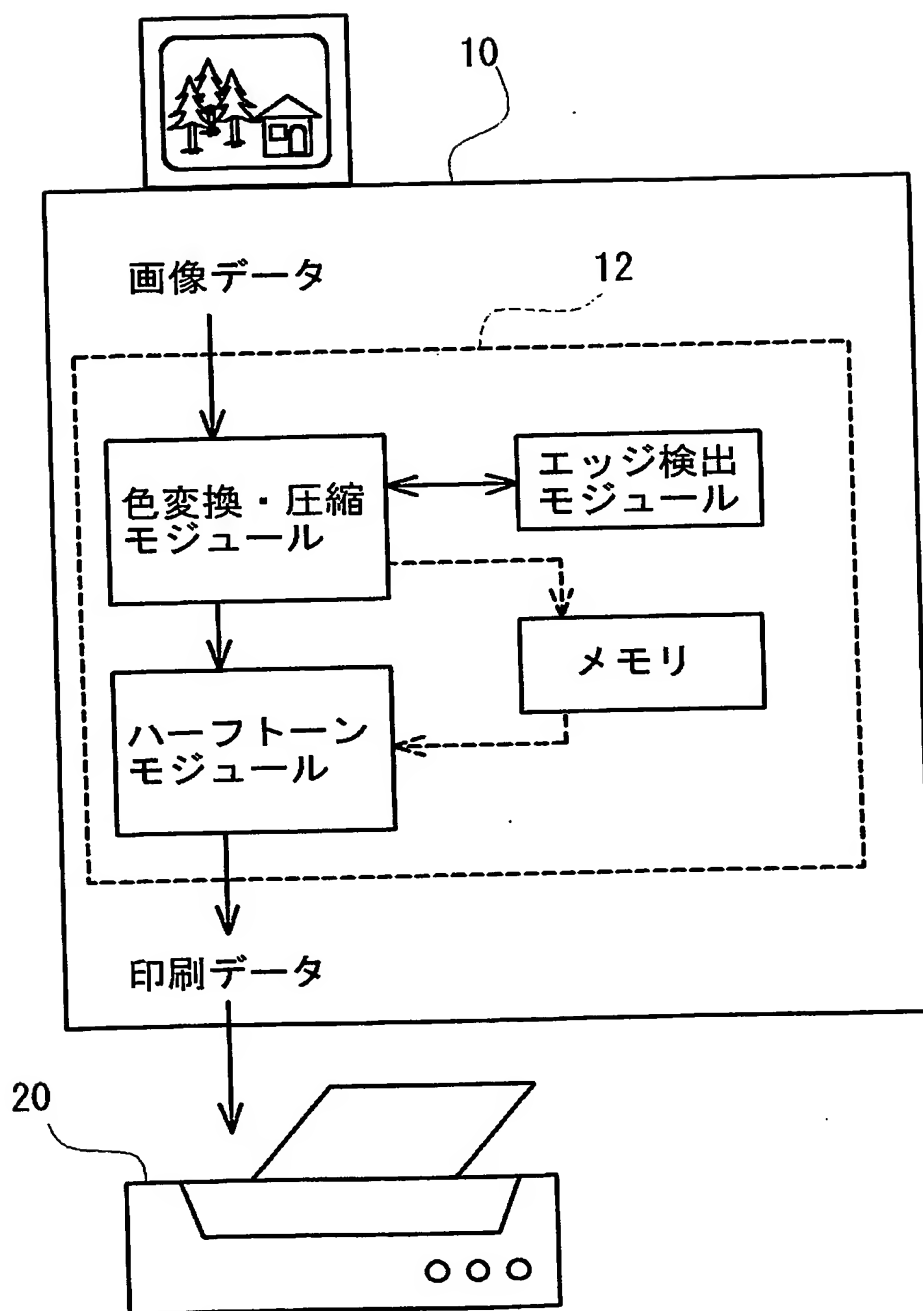 10
画像データ
12
色変換・圧縮
モジュール
エッジ検出
モジュール
メモリ
ハーフトーン
モジュール
印刷データ
20